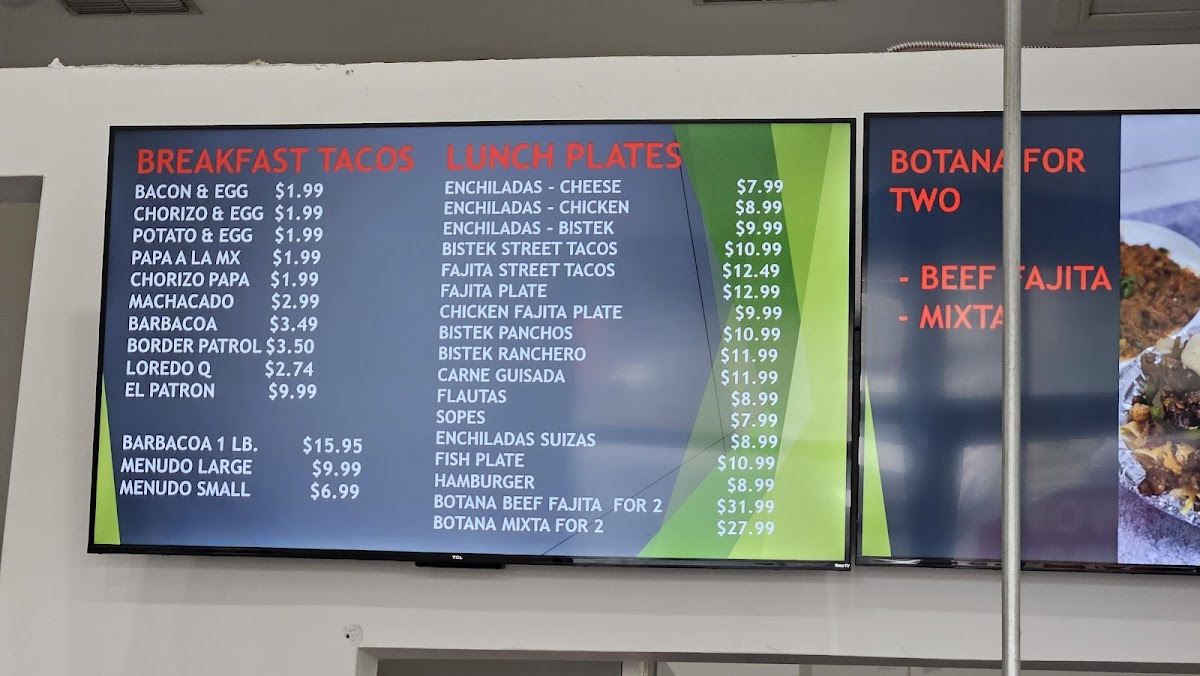 BREAKFAST TACOS
BACON & EGG $1.99
CHORIZO & EGG $1.99
POTATO & EGG $1.99
PAPA A LA MX $1.99
CHORIZO PAPA $1.99
MACHACADO $2.99
BARBACOA $3.49
BORDER PATROL $3.50
LOREDO Q $2.74
EL PATRON $9.99
BARBACOA 1 LB. $15.95
MENUDO LARGE $9.99
MENUDO SMALL $6.99
LUNCH PLATES
ENCHILADAS - CHEESE $7.99
ENCHILADAS - CHICKEN $8.99
ENCHILADAS - BISTEK $9.99
BISTEK STREET TACOS $10.99
FAJITA STREET TACOS $12.49
FAJITA PLATE $12.99
CHICKEN FAJITA PLATE $9.99
BISTEK PANCHOS $10.99
BISTEK RANCHERO $11.99
CARNE GUISADA $11.99
FLAUTAS $8.99
SOPES $7.99
ENCHILADAS SUIZAS $8.99
FISH PLATE $10.99
HAMBURGER $8.99
BOTANA BEEF FAJITA FOR 2 $31.99
BOTANA MIXTA FOR 2 $27.99
TCL
Roku TV
BOTANA FOR
TWO
- BEEF FAJITA
- MIXTA